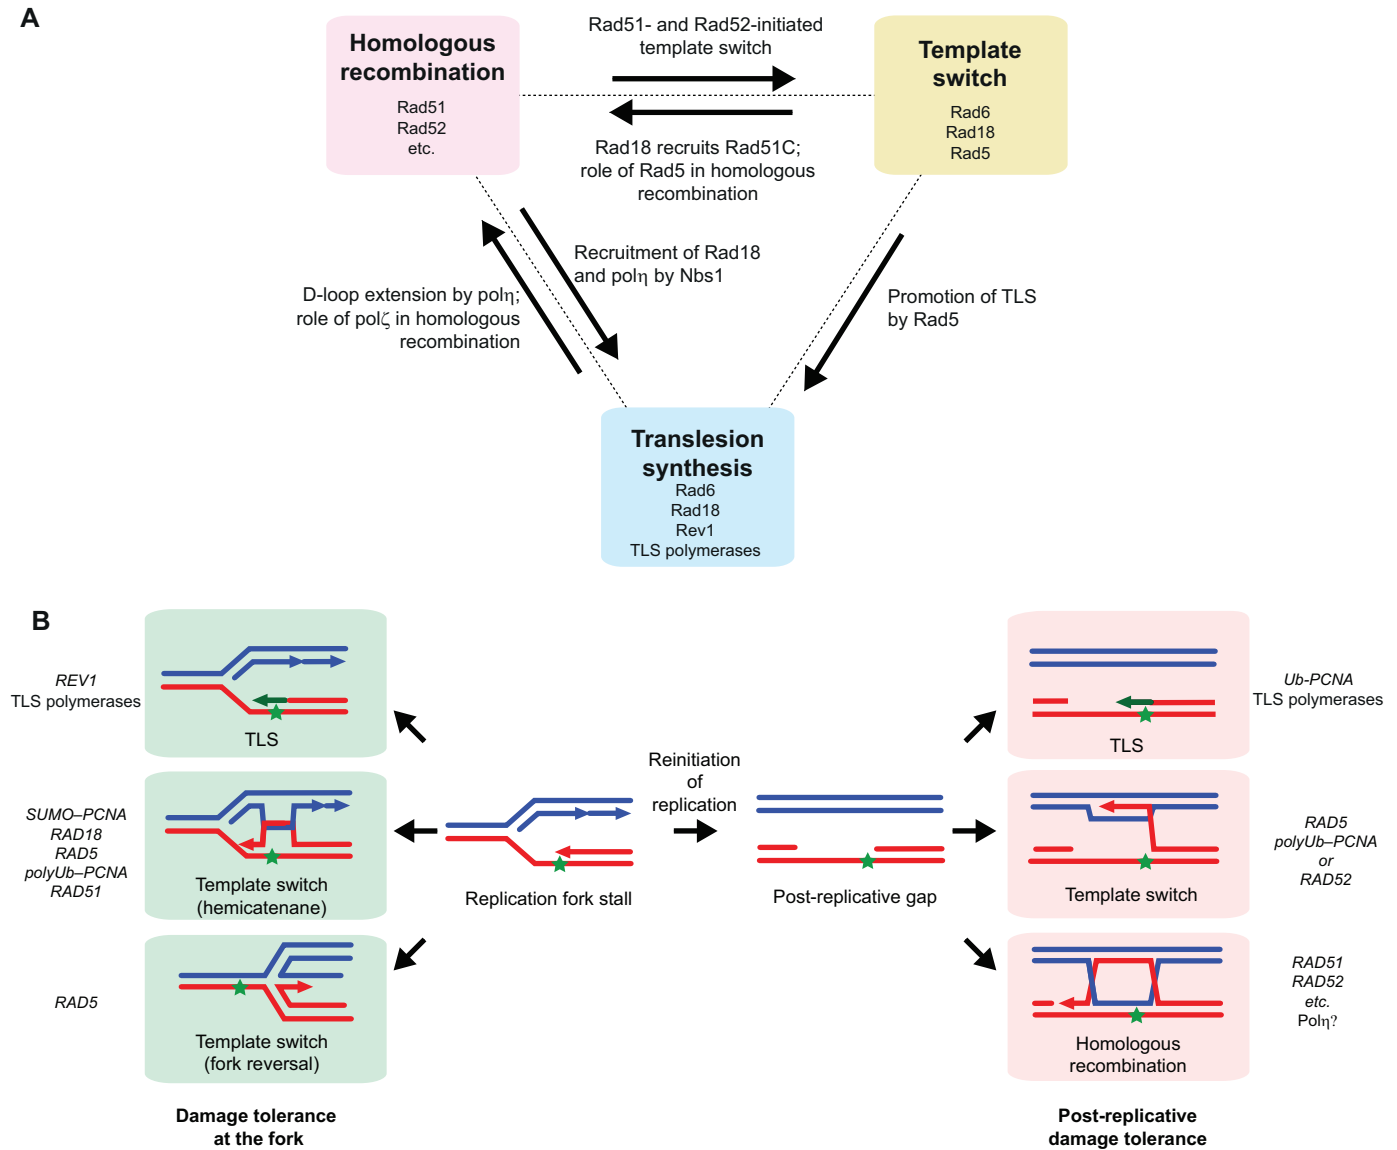 A
Homologous
recombination
Rad51
Rad52
etc.
Rad51- and Rad52-initiated
template switch
Rad18 recruits Rad51C;
role of Rad5 in homologous
recombination
Template
switch
Rad6
Rad18
Rad5
D-loop extension by polη;
role of polζ in homologous
recombination
Recruitment of Rad18
and polη by Nbs1
Promotion of TLS
by Rad5
Translesion
synthesis
Rad6
Rad18
Rev1
TLS polymerases
B
REV1
TLS polymerases
TLS
SUMO–PCNA
RAD18
RAD5
polyUb–PCNA
RAD51
Template switch
(hemicatenane)
RAD5
Template switch
(fork reversal)
Damage tolerance
at the fork
Replication fork stall
Reinitiation
of
replication
Post-replicative gap
TLS
Ub-PCNA
TLS polymerases
Template switch
RAD5
polyUb–PCNA
or
RAD52
Homologous
recombination
RAD51
RAD52
etc.
Polη?
Post-replicative
damage tolerance